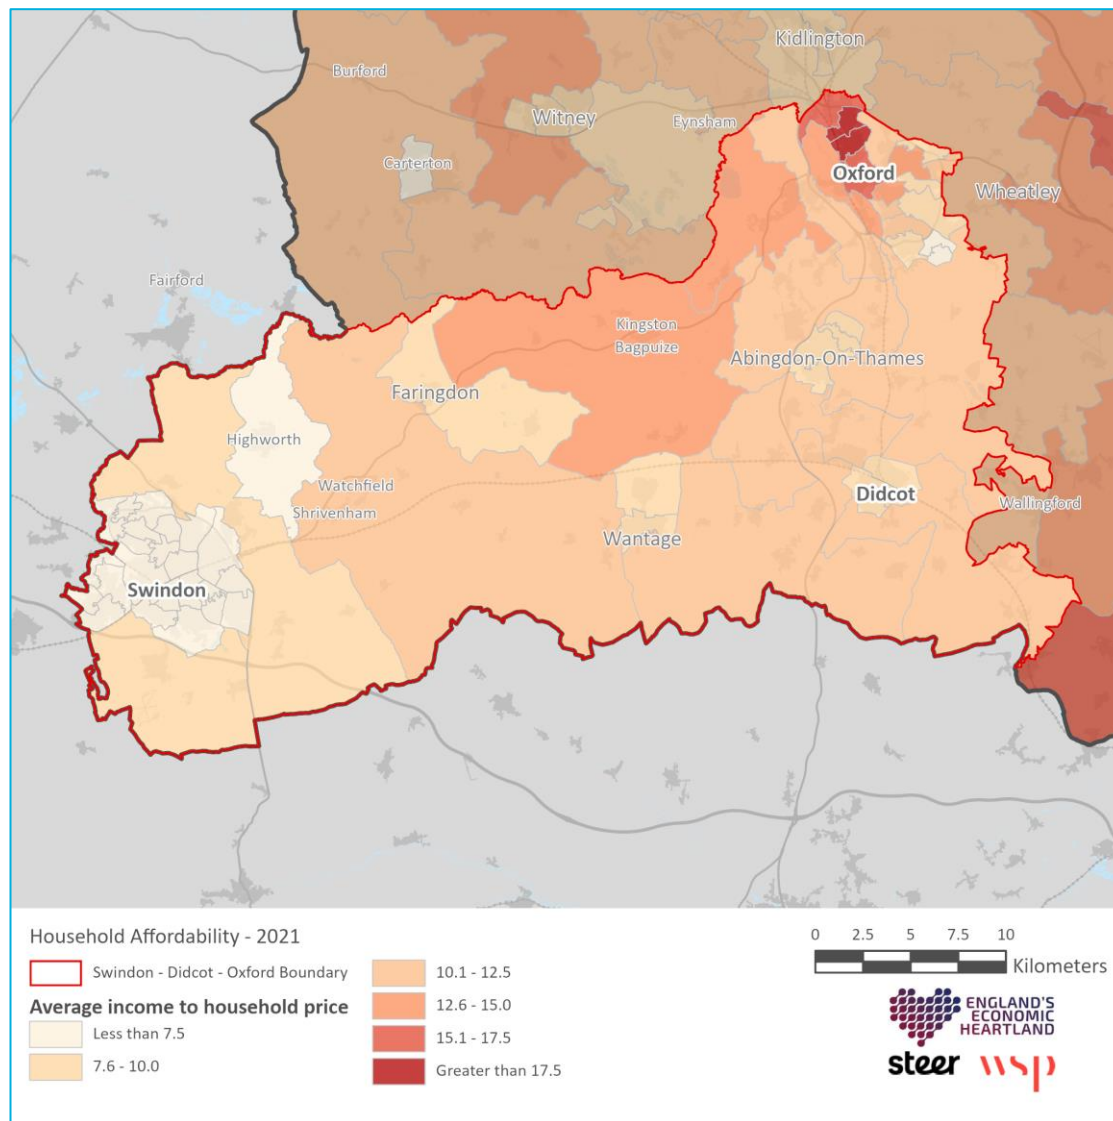 Kidlington
Burford
Witney
Eynsham
Carterton
Oxford
Wheatley
Fairford
Kingston
Bagpuize
Abingdon-On-Thames
Faringdon
Highworth
Watchfield
Shrivenham
Didcot
Wallingford
Wantage
Swindon
Household Affordability - 2021
Swindon - Didcot - Oxford Boundary
Average income to household price
Less than 7.5
7.6 - 10.0
10.1 - 12.5
12.6 - 15.0
15.1 - 17.5
Greater than 17.5
0 2.5 5 7.5 10
Kilometers
ENGLAND'S
ECONOMIC
HEARTLAND
steer wsp